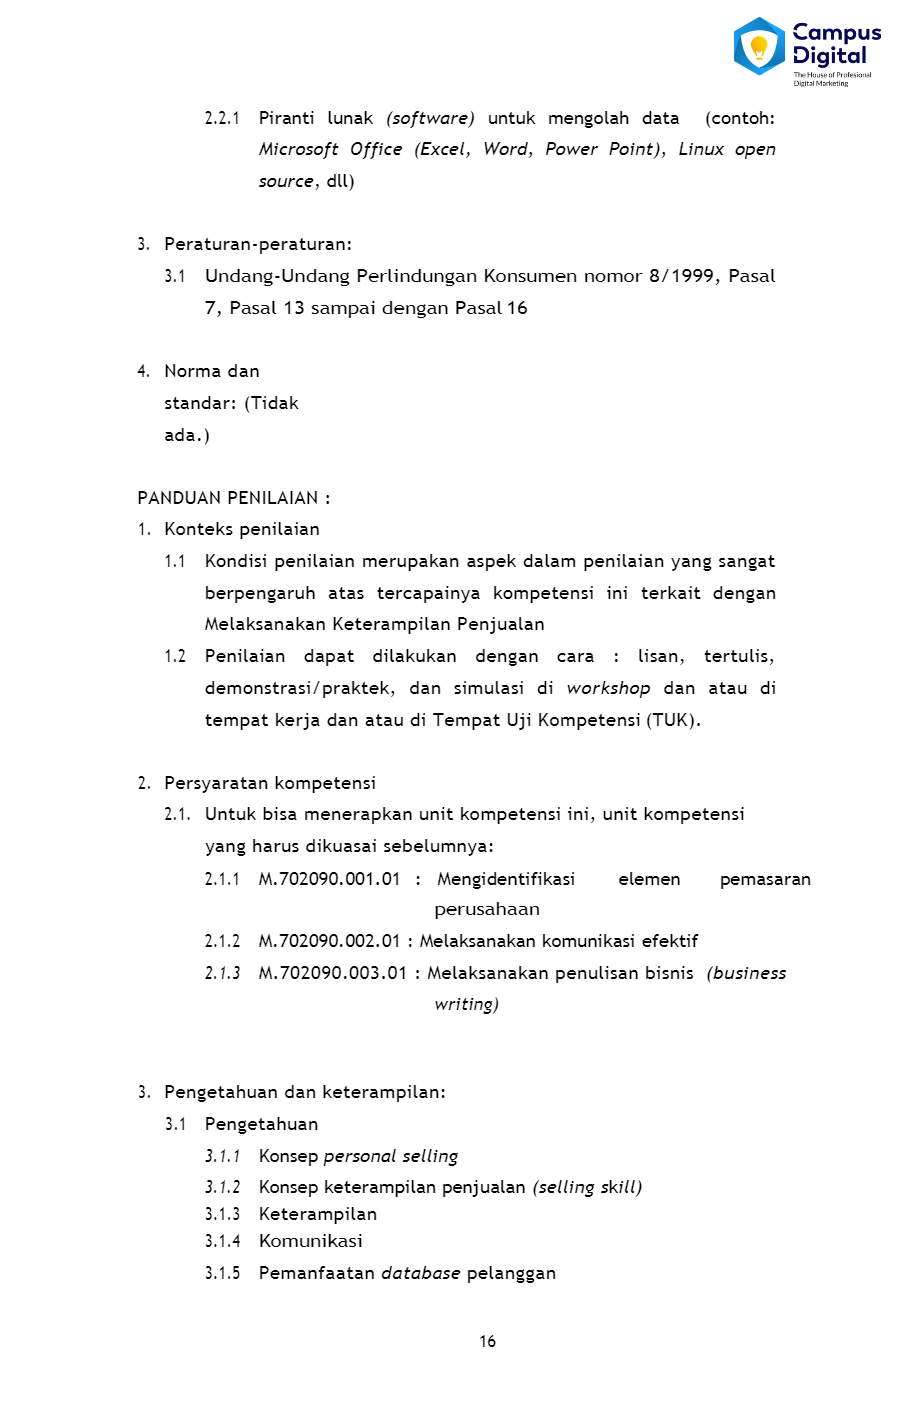 Campus
Digital
The House of Profesional
Digital Marketing
2.2.1 Piranti lunak (software) untuk mengolah data (contoh:
Microsoft Office (Excel, Word, Power Point), Linux open
source, dll)
3. Peraturan-peraturan:
3.1 Undang-Undang Perlindungan Konsumen nomor 8/1999, Pasal
7, Pasal 13 sampai dengan Pasal 16
4. Norma dan
standar: (Tidak
ada.)
PANDUAN PENILAIAN :
1. Konteks penilaian
1.1 Kondisi penilaian merupakan aspek dalam penilaian yang sangat
berpengaruh atas tercapainya kompetensi ini terkait dengan
Melaksanakan Keterampilan Penjualan
1.2 Penilaian dapat dilakukan dengan cara : lisan, tertulis,
demonstrasi/praktek, dan simulasi di workshop dan atau di
tempat kerja dan atau di Tempat Uji Kompetensi (TUK).
2. Persyaratan kompetensi
2.1. Untuk bisa menerapkan unit kompetensi ini, unit kompetensi
yang harus dikuasai sebelumnya:
2.1.1 M.702090.001.01 : Mengidentifikasi elemen pemasaran
perusahaan
2.1.2 M.702090.002.01 : Melaksanakan komunikasi efektif
2.1.3 M.702090.003.01 : Melaksanakan penulisan bisnis (business
writing)
3. Pengetahuan dan keterampilan:
3.1 Pengetahuan
3.1.1 Konsep personal selling
3.1.2 Konsep keterampilan penjualan (selling skill)
3.1.3 Keterampilan
3.1.4 Komunikasi
3.1.5 Pemanfaatan database pelanggan
16